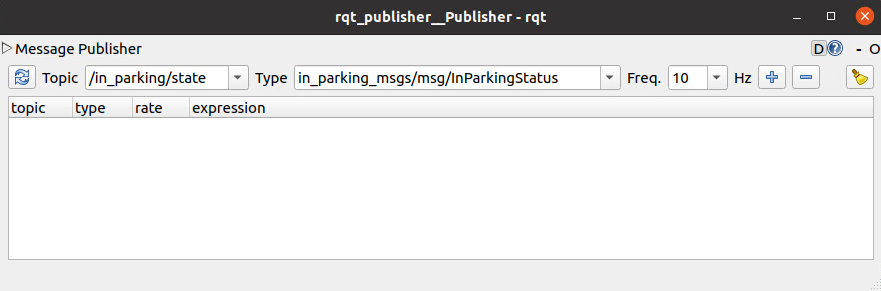 rqt_publisher__Publisher - rqt
Message Publisher D ? - O
Topic /in_parking/state Type in_parking_msgs/msg/InParkingStatus Freq. 10 Hz
topic type rate expression